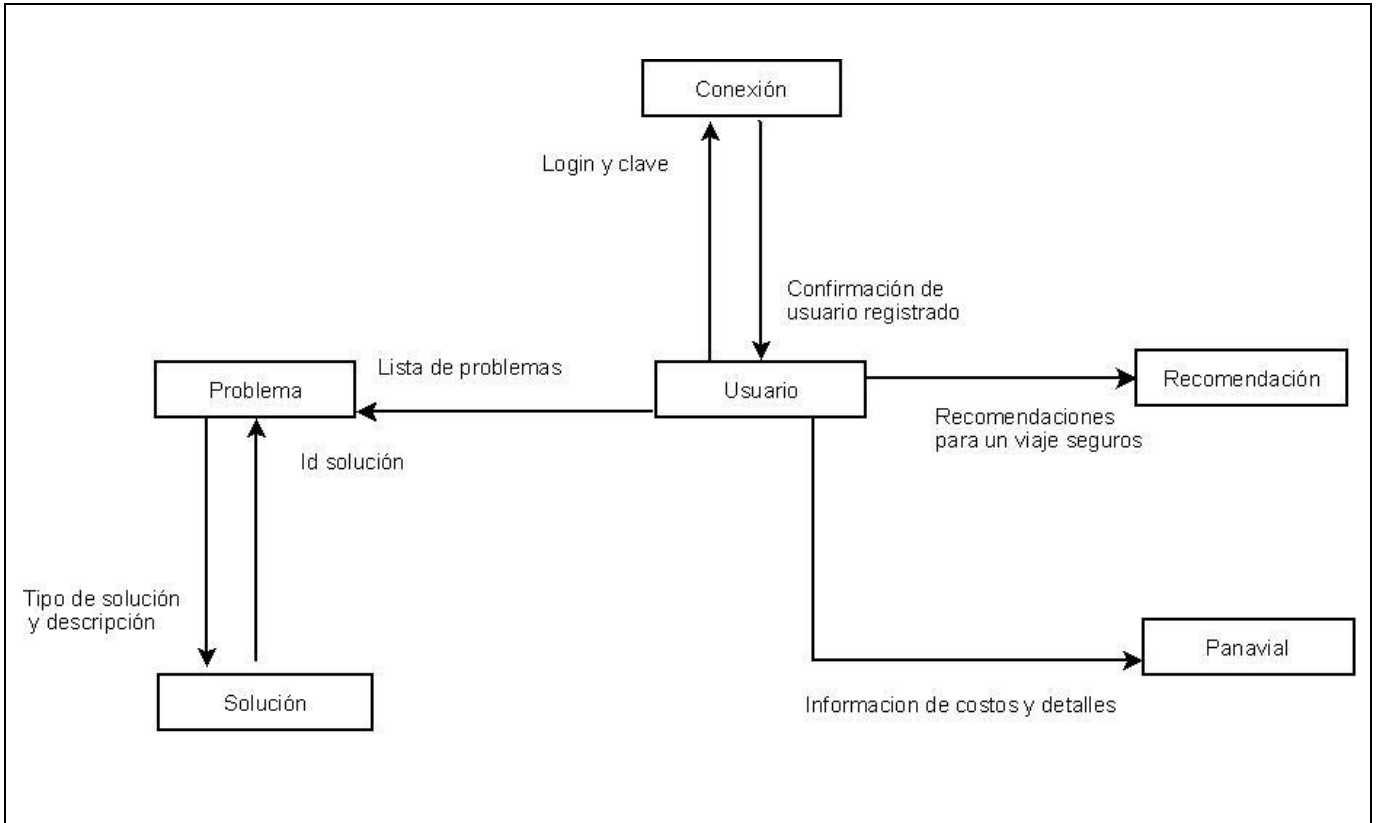 Conexión
Login y clave
Confirmación de
usuario registrado
Lista de problemas
Problema
Usuario
Recomendación
Recomendaciones
para un viaje seguros
Id solución
Tipo de solución
y descripción
Panavial
Solución
Informacion de costos y detalles